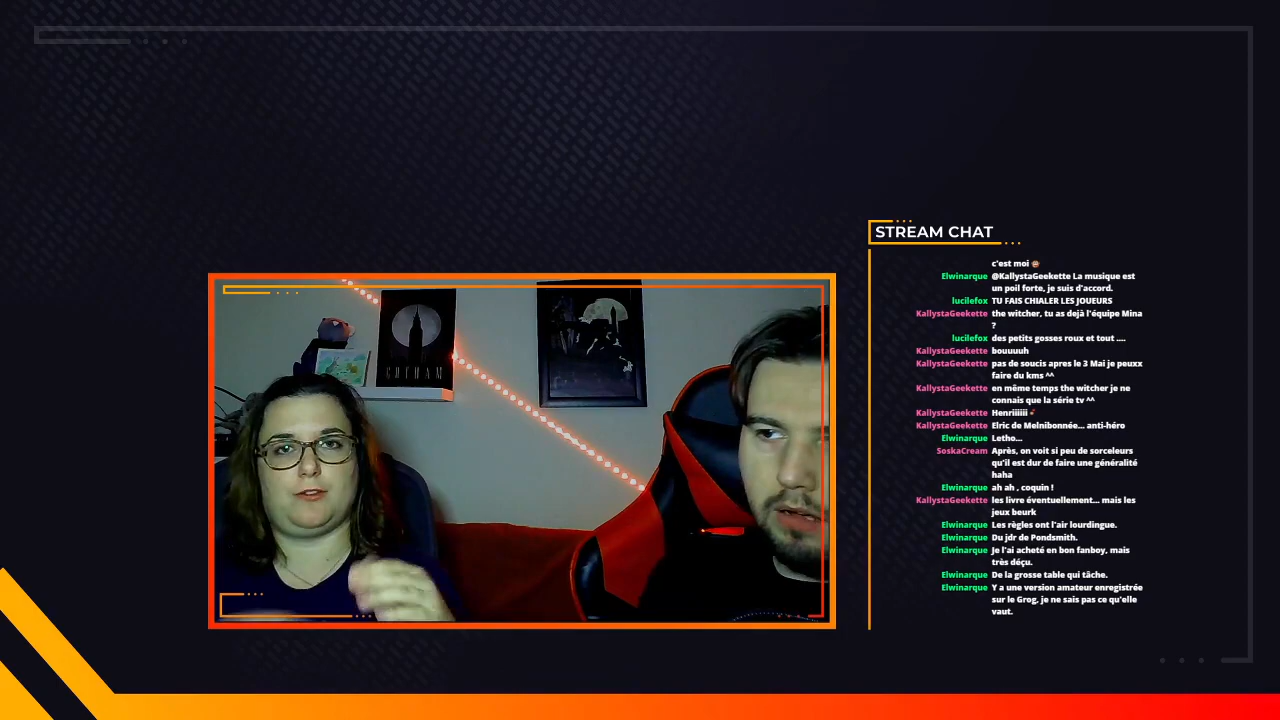 STREAM CHAT
c'est moi
Elwinarque @KallystaGeekette La musique est
un poil forte, je suis d'accord.
lucilefox TU FAIS CHIALER LES JOUEURS
KallystaGeekette the witcher, tu as dejà l'équipe Mina
?
lucilefox des petits gosses roux et tout ....
KallystaGeekette bouuuuh
KallystaGeekette pas de soucis apres le 3 Mai je peuxx
faire du kms ^^
KallystaGeekette en même temps the witcher je ne
connais que la série tv ^^
KallystaGeekette Henriiiiii
KallystaGeekette Elric de Melnibonnée... anti-héro
Elwinarque Letho...
SoskaCream Après, on voit si peu de sorceleurs
qu'il est dur de faire une généralité
haha
Elwinarque ah ah , coquin !
KallystaGeekette les livre éventuellement... mais les
jeux beurk
Elwinarque Les règles ont l'air lourdingue.
Elwinarque Du jdr de Pondsmith.
Elwinarque Je l'ai acheté en bon fanboy, mais
très déçu.
Elwinarque De la grosse table qui tâche.
Elwinarque Y a une version amateur enregistrée
sur le Grog, je ne sais pas ce qu'elle
vaut.
GOTHAM